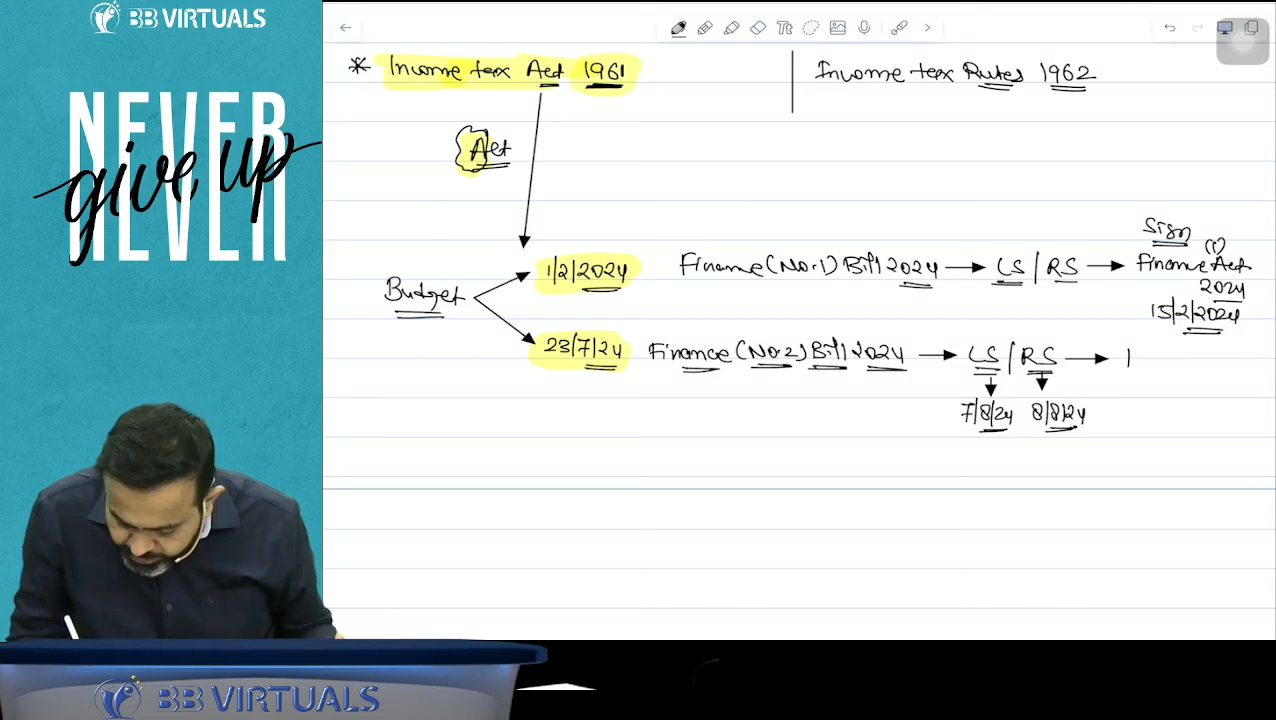 BB VIRTUALS
NEVER
give up
NEVER
* Income tax Act 1961
Income tax Rules 1962
Act
Budget
1/2/2024
Finance (No.1) Bill 2024 → LS / RS →
Sign
(1)
Finance Act
2024
15/2/2024
23/7/24
Finance (No.2) Bill 2024 → LS / RS → |
7/8/24
8/8/24
BB VIRTUALS